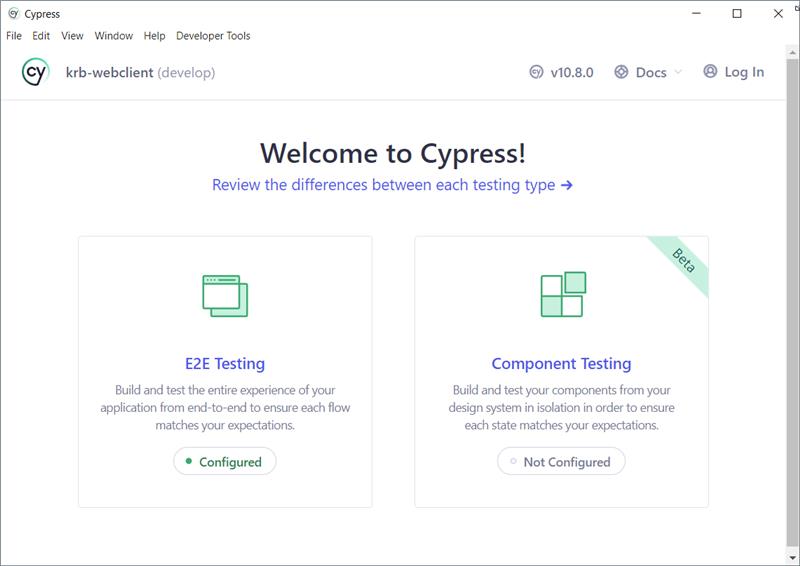 Cypress
File Edit View Window Help Developer Tools
cy krb-webclient (develop) cy v10.8.0 Docs Log In
Welcome to Cypress!
Review the differences between each testing type →
Beta
E2E Testing
Build and test the entire experience of your
application from end-to-end to ensure each flow
matches your expectations.
Configured
Component Testing
Build and test your components from your
design system in isolation in order to ensure
each state matches your expectations.
Not Configured